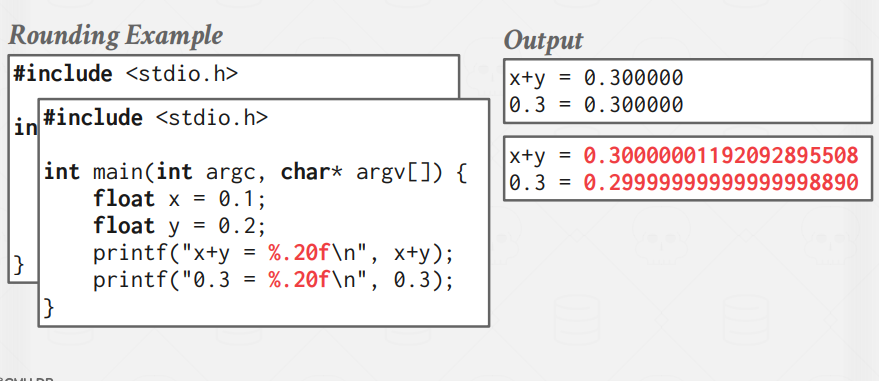 Rounding Example
#include <stdio.h>
in
}
#include <stdio.h>
int main(int argc, char* argv[]) {
    float x = 0.1;
    float y = 0.2;
    printf("x+y = %.20f\n", x+y);
    printf("0.3 = %.20f\n", 0.3);
}
Output
x+y = 0.300000
0.3 = 0.300000
x+y = 0.30000001192092895508
0.3 = 0.29999999999999998890